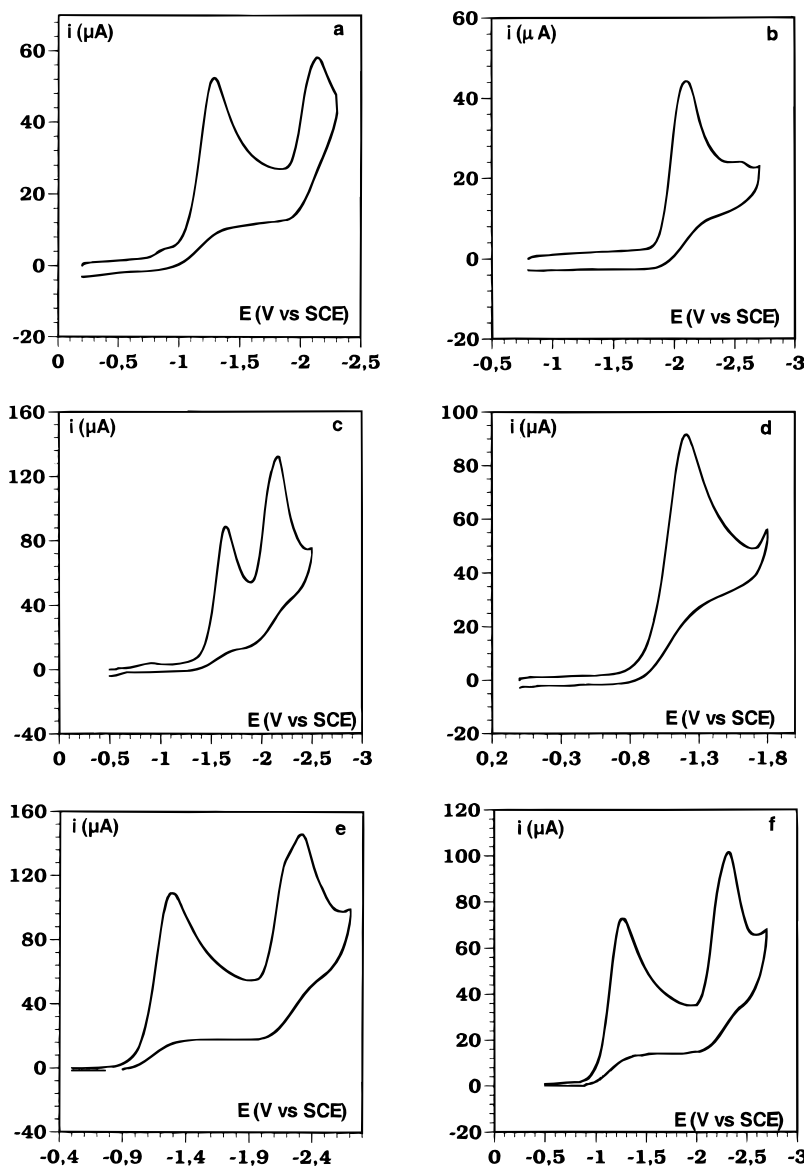 i (µA) a
60
40
20
0
-20
E (V vs SCE)
0 -0,5 -1 -1,5 -2 -2,5
i (µ A) b
60
40
20
0
-20
E (V vs SCE)
-0,5 -1 -1,5 -2 -2,5 -3
i (µA) c
160
120
80
40
0
-40
E (V vs SCE)
0 -0,5 -1 -1,5 -2 -2,5 -3
i (µA) d
100
80
60
40
20
0
-20
E (V vs SCE)
0,2 -0,3 -0,8 -1,3 -1,8
i (µA) e
160
120
80
40
0
-40
E (V vs SCE)
-0,4 -0,9 -1,4 -1,9 -2,4
i (µA) f
120
100
80
60
40
20
0
-20
E (V vs SCE)
0 -0,5 -1 -1,5 -2 -2,5 -3